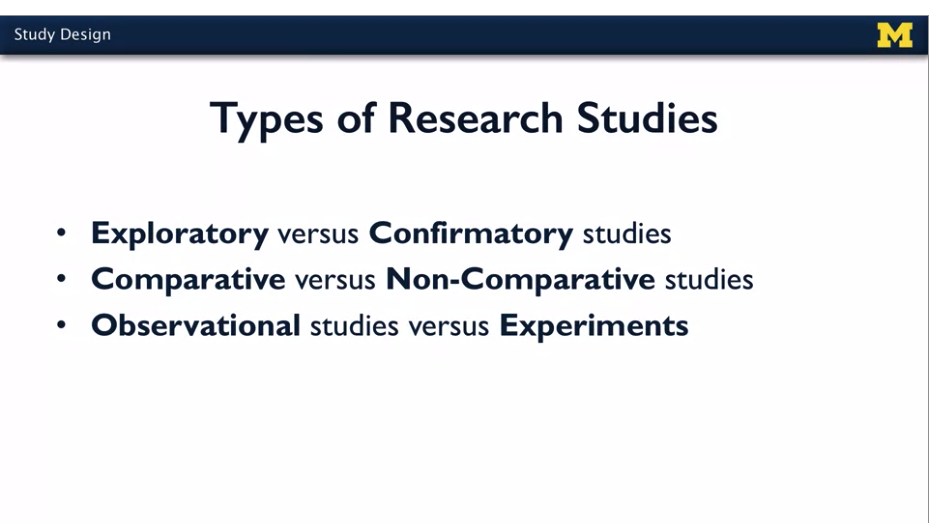 Study Design
M
Types of Research Studies
• Exploratory versus Confirmatory studies
• Comparative versus Non-Comparative studies
• Observational studies versus Experiments